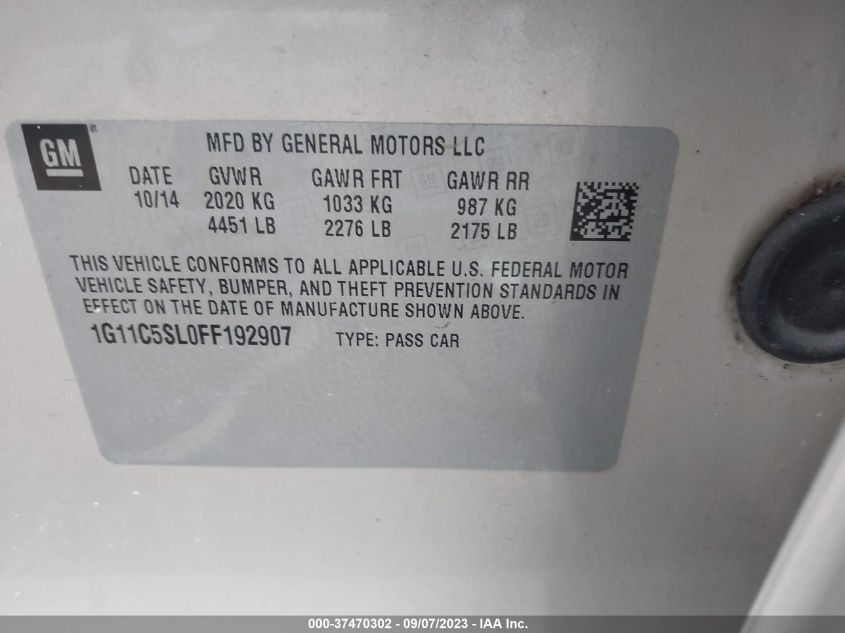 GM®
MFD BY GENERAL MOTORS LLC
DATE GVWR GAWR FRT GAWR RR
10/14 2020 KG 1033 KG 987 KG
4451 LB 2276 LB 2175 LB
THIS VEHICLE CONFORMS TO ALL APPLICABLE U.S. FEDERAL MOTOR
VEHICLE SAFETY, BUMPER, AND THEFT PREVENTION STANDARDS IN
EFFECT ON THE DATE OF MANUFACTURE SHOWN ABOVE.
1G11C5SL0FF192907 TYPE: PASS CAR
000-37470302 - 09/07/2023 - IAA Inc.